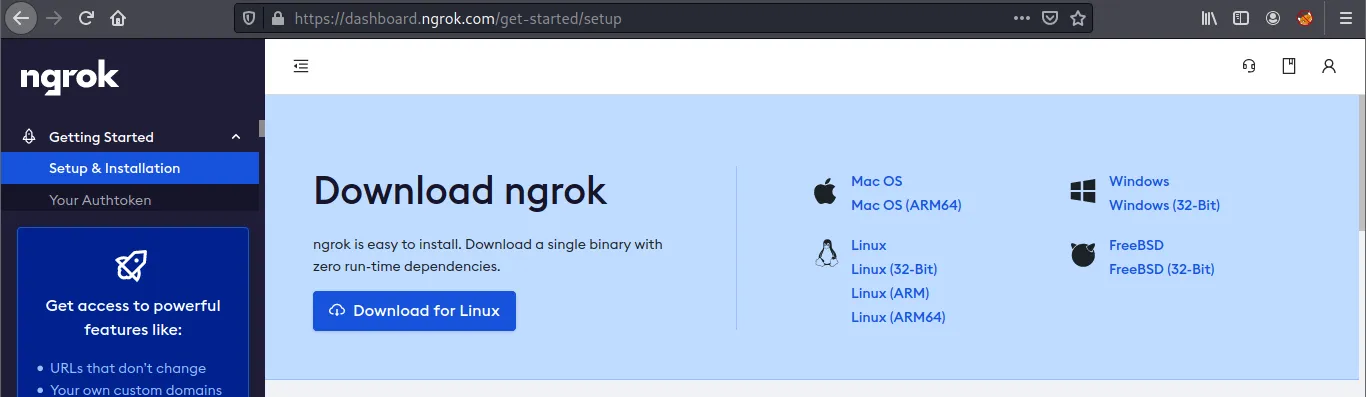 https://dashboard.ngrok.com/get-started/setup
ngrok
Getting Started
Setup & Installation
Your Authtoken
Get access to powerful
features like:
• URLs that don't change
• Your own custom domains
Download ngrok
ngrok is easy to install. Download a single binary with
zero run-time dependencies.
Download for Linux
Mac OS
Mac OS (ARM64)
Linux
Linux (32-Bit)
Linux (ARM)
Linux (ARM64)
Windows
Windows (32-Bit)
FreeBSD
FreeBSD (32-Bit)